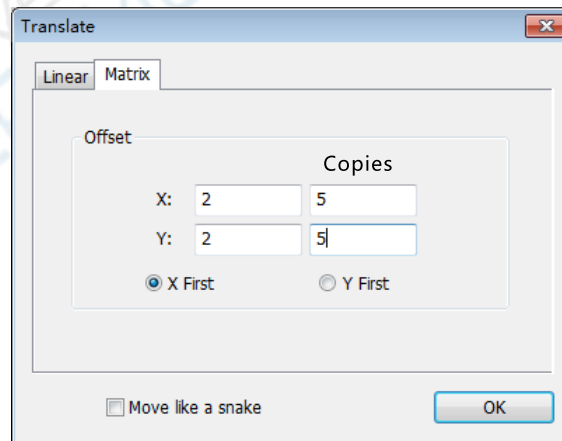 Translate
Linear Matrix
Offset
Copies
X: 2 5
Y: 2 5
X First Y First
Move like a snake OK